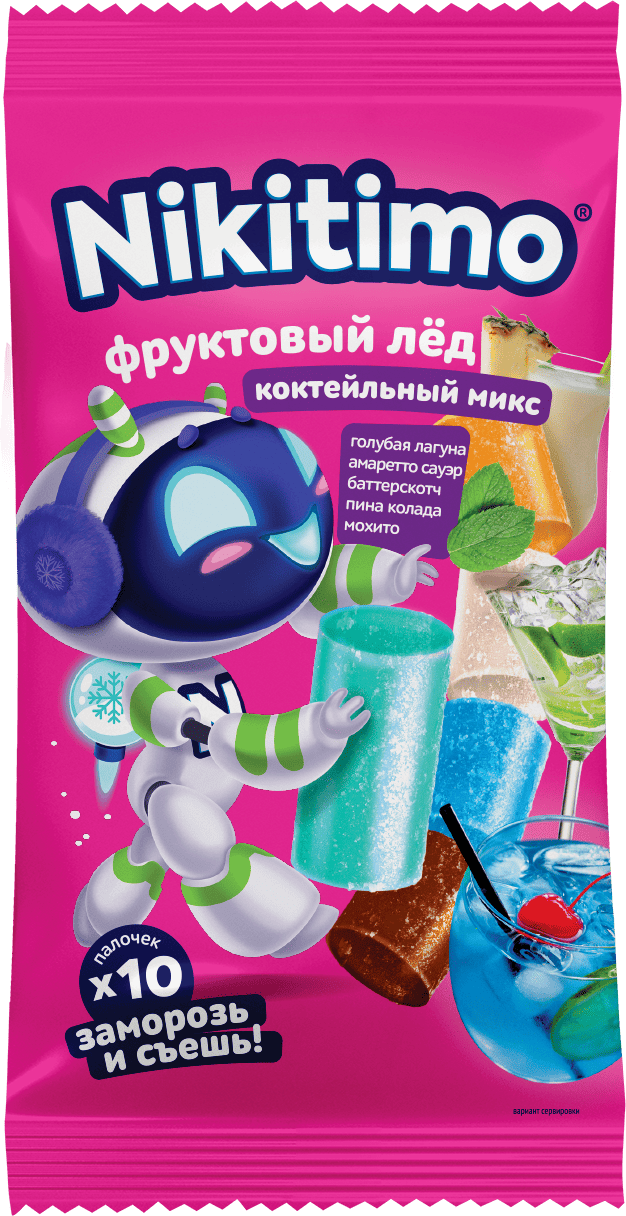 Nikitimo®
фруктовый лёд
коктейльный микс
голубая лагуна
амаретто сауэр
баттерскотч
пина колада
мохито
N
палочек
x10
заморозь
и съешь!
вариант сервировки